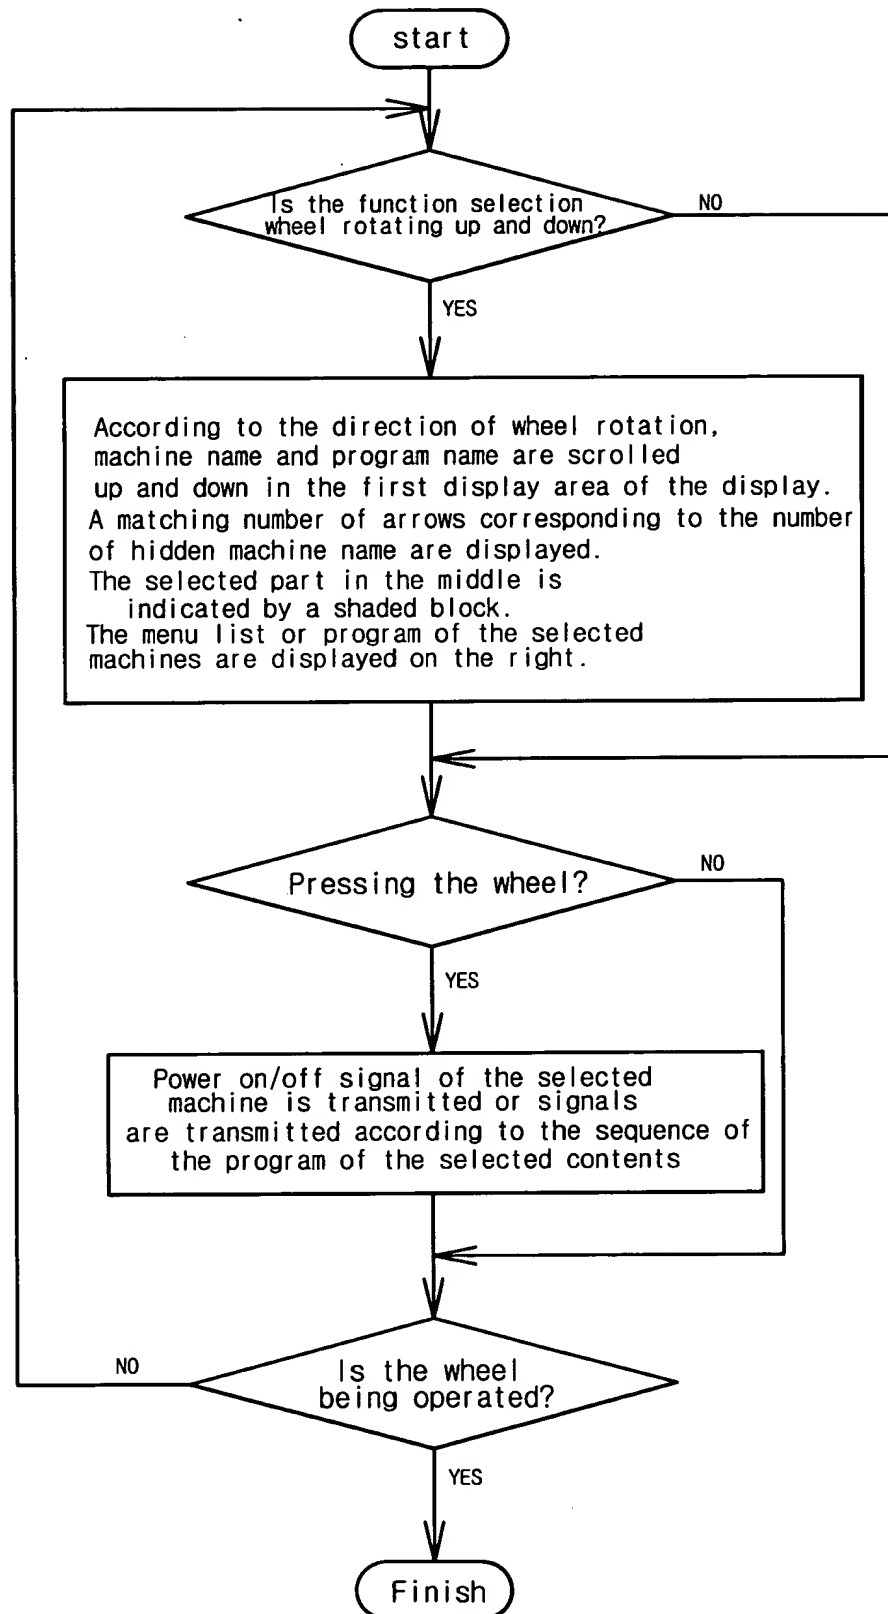 start
Is the function selection
wheel rotating up and down?
NO
YES
According to the direction of wheel rotation,
machine name and program name are scrolled
up and down in the first display area of the display.
A matching number of arrows corresponding to the number
of hidden machine name are displayed.
The selected part in the middle is
indicated by a shaded block.
The menu list or program of the selected
machines are displayed on the right.
Pressing the wheel?
NO
YES
Power on/off signal of the selected
machine is transmitted or signals
are transmitted according to the sequence of
the program of the selected contents
Is the wheel
being operated?
NO
YES
Finish